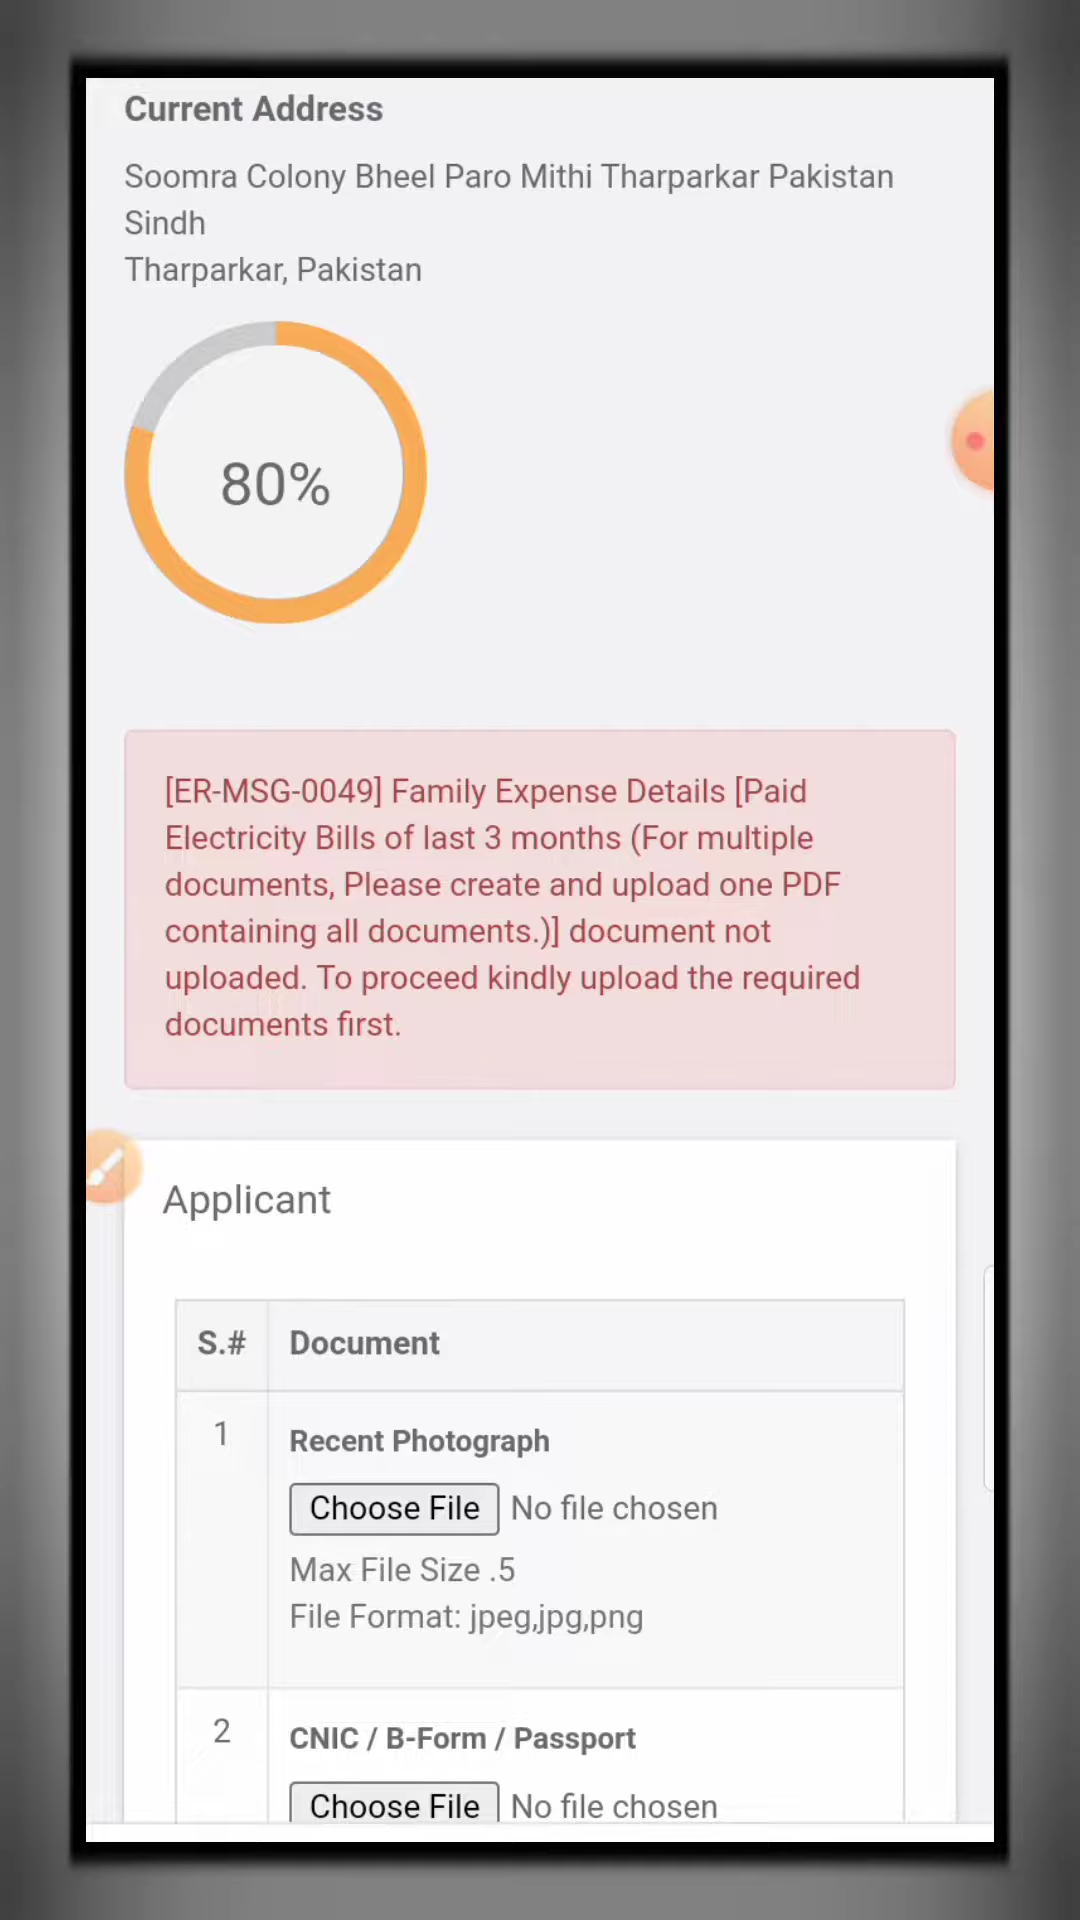 Current Address
Soomra Colony Bheel Paro Mithi Tharparkar Pakistan
Sindh
Tharparkar, Pakistan
80%
[ER-MSG-0049] Family Expense Details [Paid
Electricity Bills of last 3 months (For multiple
documents, Please create and upload one PDF
containing all documents.)] document not
uploaded. To proceed kindly upload the required
documents first.
Applicant
S.# Document
1 Recent Photograph
Choose File No file chosen
Max File Size .5
File Format: jpeg,jpg,png
2 CNIC / B-Form / Passport
Choose File No file chosen